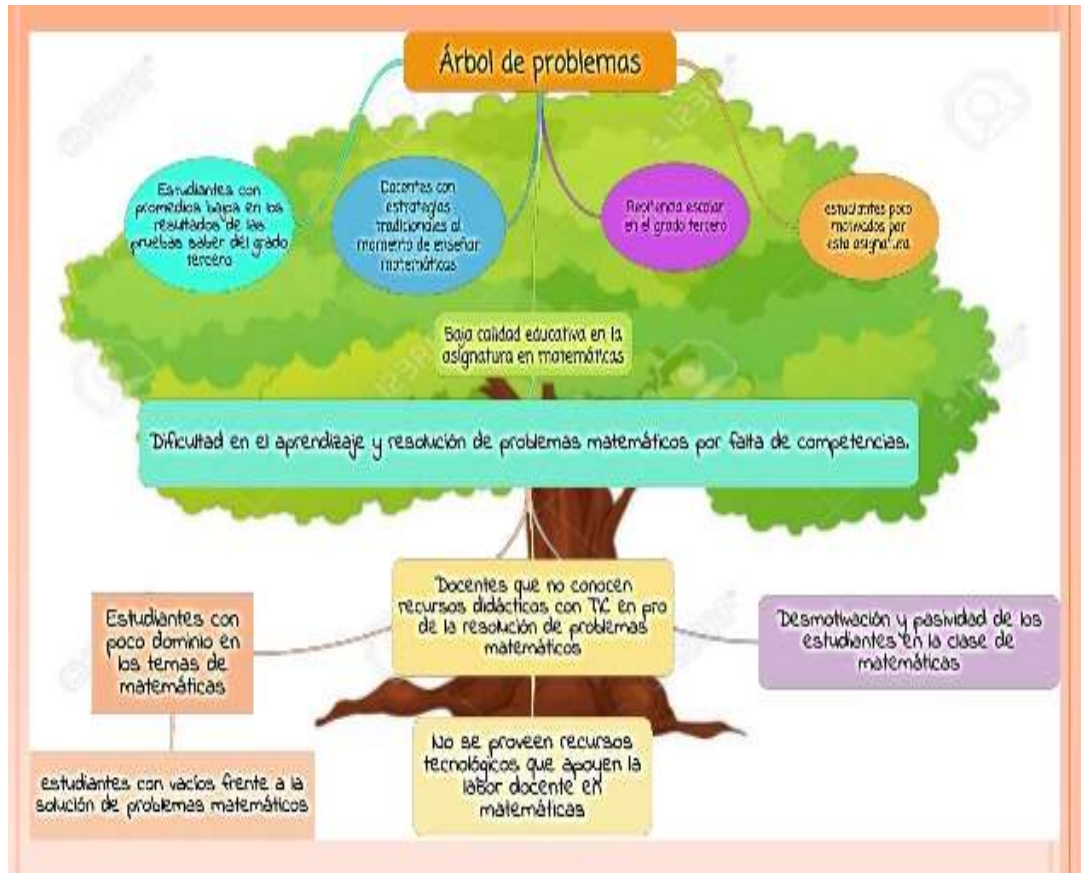 Árbol de problemas
Estudiantes con
promedios bajos en los
resultados de las
pruebas saber del grado
tercero
Docentes con
estrategias
tradicionales al
momento de enseñar
matemáticas
escolar
en el grado tercero
estudiantes poco
motivados por
esta asignatura
Baja calidad educativa en la
asignatura en matemáticas
Dificultad en el aprendizaje y resolución de problemas matemáticos por falta de competencias.
Docentes que no conocen
recursos didácticos con TIC en pro
de la resolución de problemas
matemáticos
Estudiantes con
poco dominio en
los temas de
matemáticas
Desmotivación y pasividad de los
estudiantes en la clase de
matemáticas
estudiantes con vacíos frente a la
solución de problemas matemáticos
No se proveen recursos
tecnológicos que apoyen la
labor docente en
matemáticas